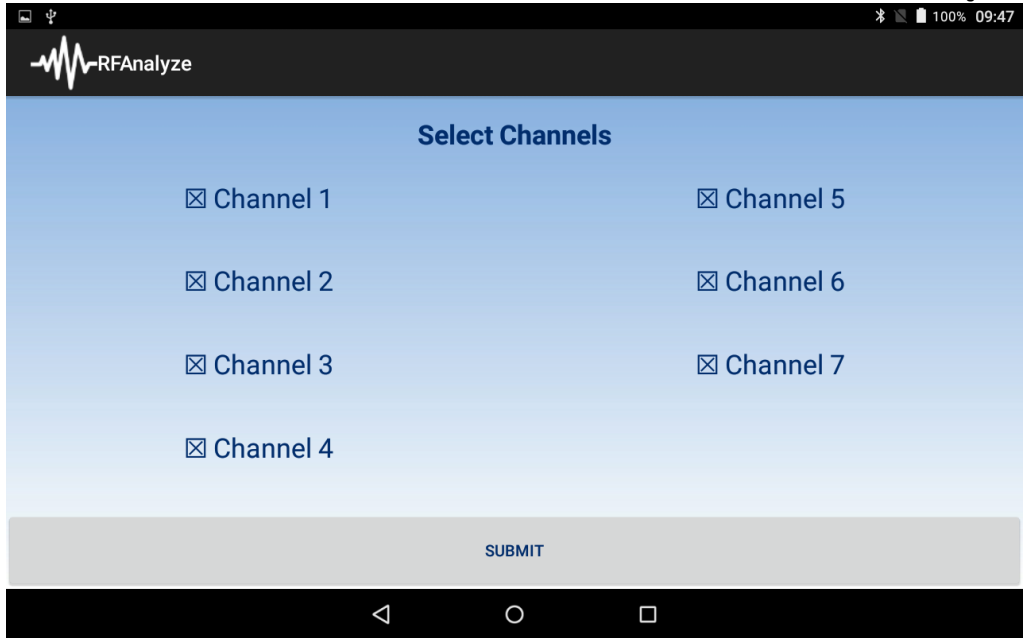 100% 09:47
RFAnalyze
Select Channels
☒ Channel 1
☒ Channel 2
☒ Channel 3
☒ Channel 4
☒ Channel 5
☒ Channel 6
☒ Channel 7
SUBMIT